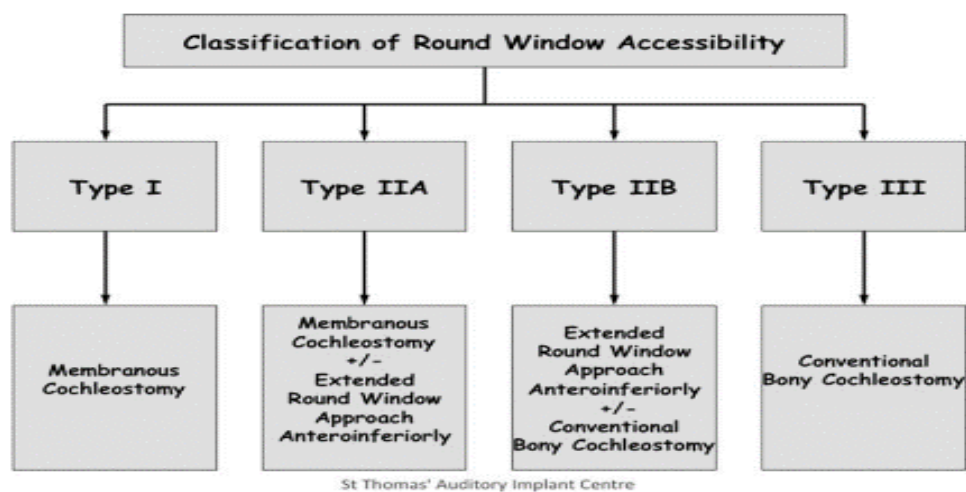 Classification of Round Window Accessibility
Type I
Type IIA
Type IIB
Type III
Membranous
Cochleostomy
Membranous
Cochleostomy
+/-
Extended
Round Window
Approach
Anteroinferiorly
Extended
Round Window
Approach
Anteroinferiorly
+/-
Conventional
Bony Cochleostomy
Conventional
Bony Cochleostomy
St Thomas' Auditory Implant Centre